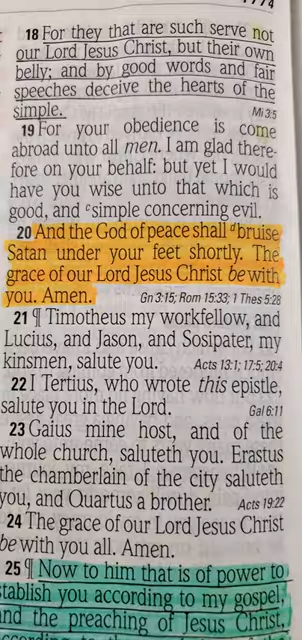 18 For they that are such serve not
our Lord Jesus Christ, but their own
belly; and by good words and fair
speeches deceive the hearts of the
simple. Mi 3:5
19 For your obedience is come
abroad unto all men. I am glad there-
fore on your behalf: but yet I would
have you wise unto that which is
good, and csimple concerning evil.
20 And the God of peace shall dbruise
Satan under your feet shortly. The
grace of our Lord Jesus Christ be with
you. Amen. Gn 3:15; Rom 15:33; 1 Thes 5:28
21 ¶ Timotheus my workfellow, and
Lucius, and Jason, and Sosipater, my
kinsmen, salute you. Acts 13:1; 17:5; 20:4
22 I Tertius, who wrote this epistle,
salute you in the Lord. Gal 6:11
23 Gaius mine host, and of the
whole church, saluteth you. Erastus
the chamberlain of the city saluteth
you, and Quartus a brother. Acts 19:22
24 The grace of our Lord Jesus Christ
be with you all. Amen.
25 ¶ Now to him that is of power to
stablish you according to my gospel,
and the preaching of Jesus Christ,